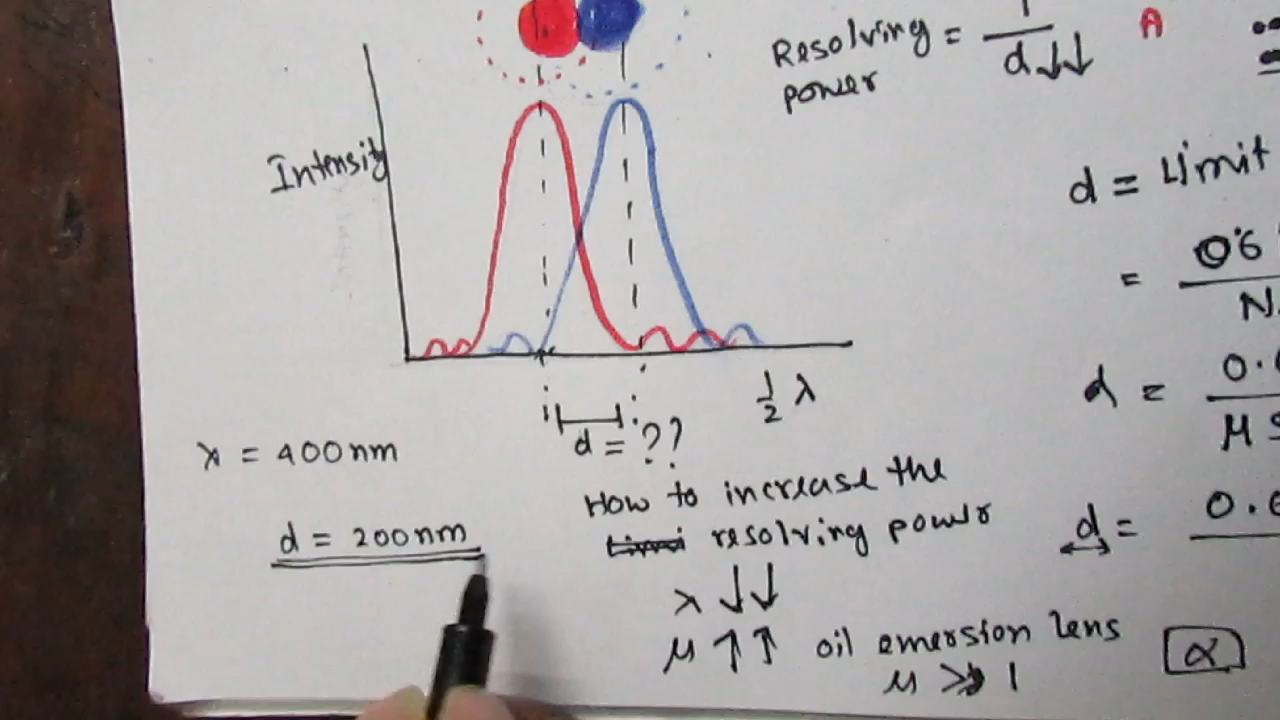 Resolving = 1/d↓↓ A
power
Intensity
d = Limit
= 0.6 / N.
1/2 λ
d = 0. / μ s
d = ??
λ = 400nm
How to increase the
resolving power
d = 200nm
d = 0.6
λ ↓↓
μ ↑↑ oil emersion lens
μ >> 1
α